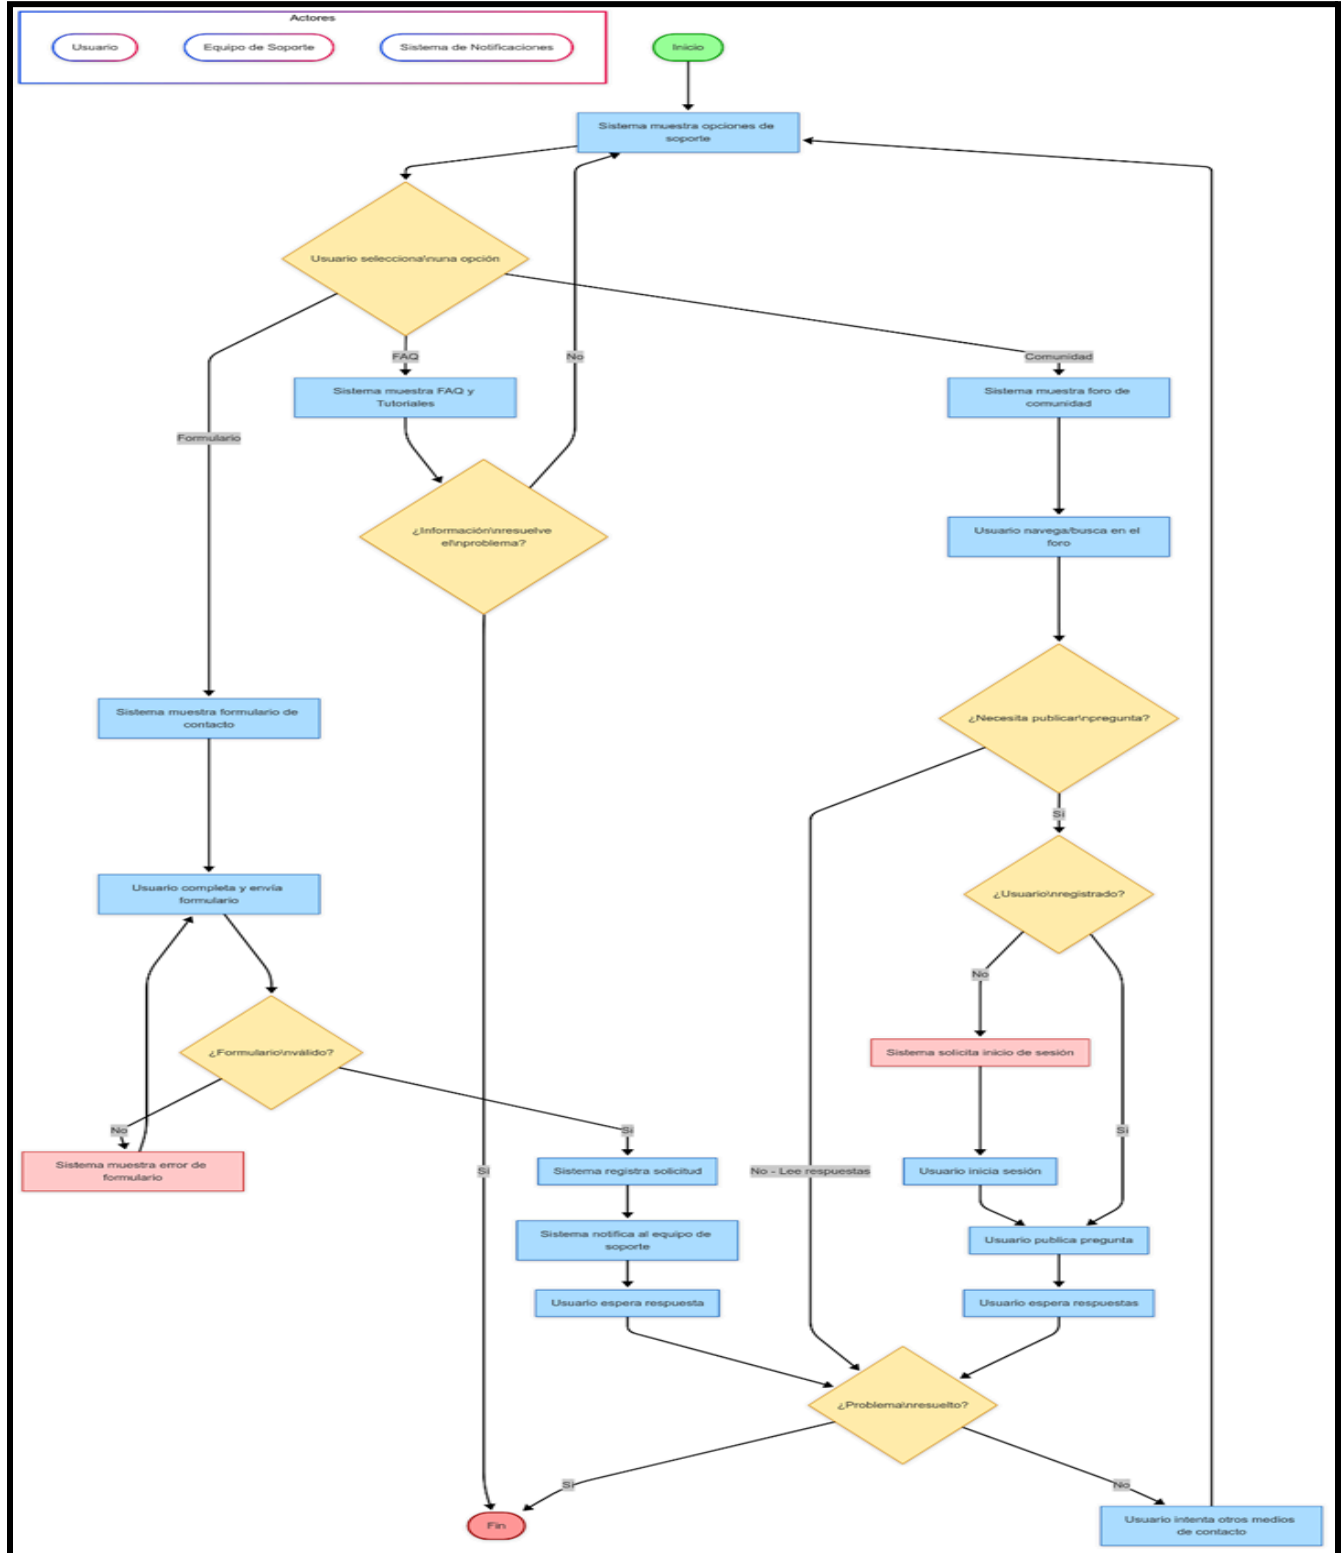 Actores
Usuario
Equipo de Soporte
Sistema de Notificaciones
Inicio
Sistema muestra opciones de
soporte
Usuario selecciona\nuna opción
FAQ
No
Comunidad
Sistema muestra FAQ y
Tutoriales
Sistema muestra foro de
comunidad
Formulario
¿Información\nresuelve
el\nproblema?
Usuario navega/busca en el
foro
Sistema muestra formulario de
contacto
¿Necesita publicar\npregunta?
Sí
Usuario completa y envía
formulario
¿Usuario\nregistrado?
No
¿Formulario\nválido?
Sistema solicita inicio de sesión
No
Sí
Sí
Sistema muestra error de
formulario
Sí
Sistema registra solicitud
No - Lee respuestas
Usuario inicia sesión
Sistema notifica al equipo de
soporte
Usuario publica pregunta
Usuario espera respuesta
Usuario espera respuestas
¿Problema\nresuelto?
Sí
No
Fin
Usuario intenta otros medios
de contacto